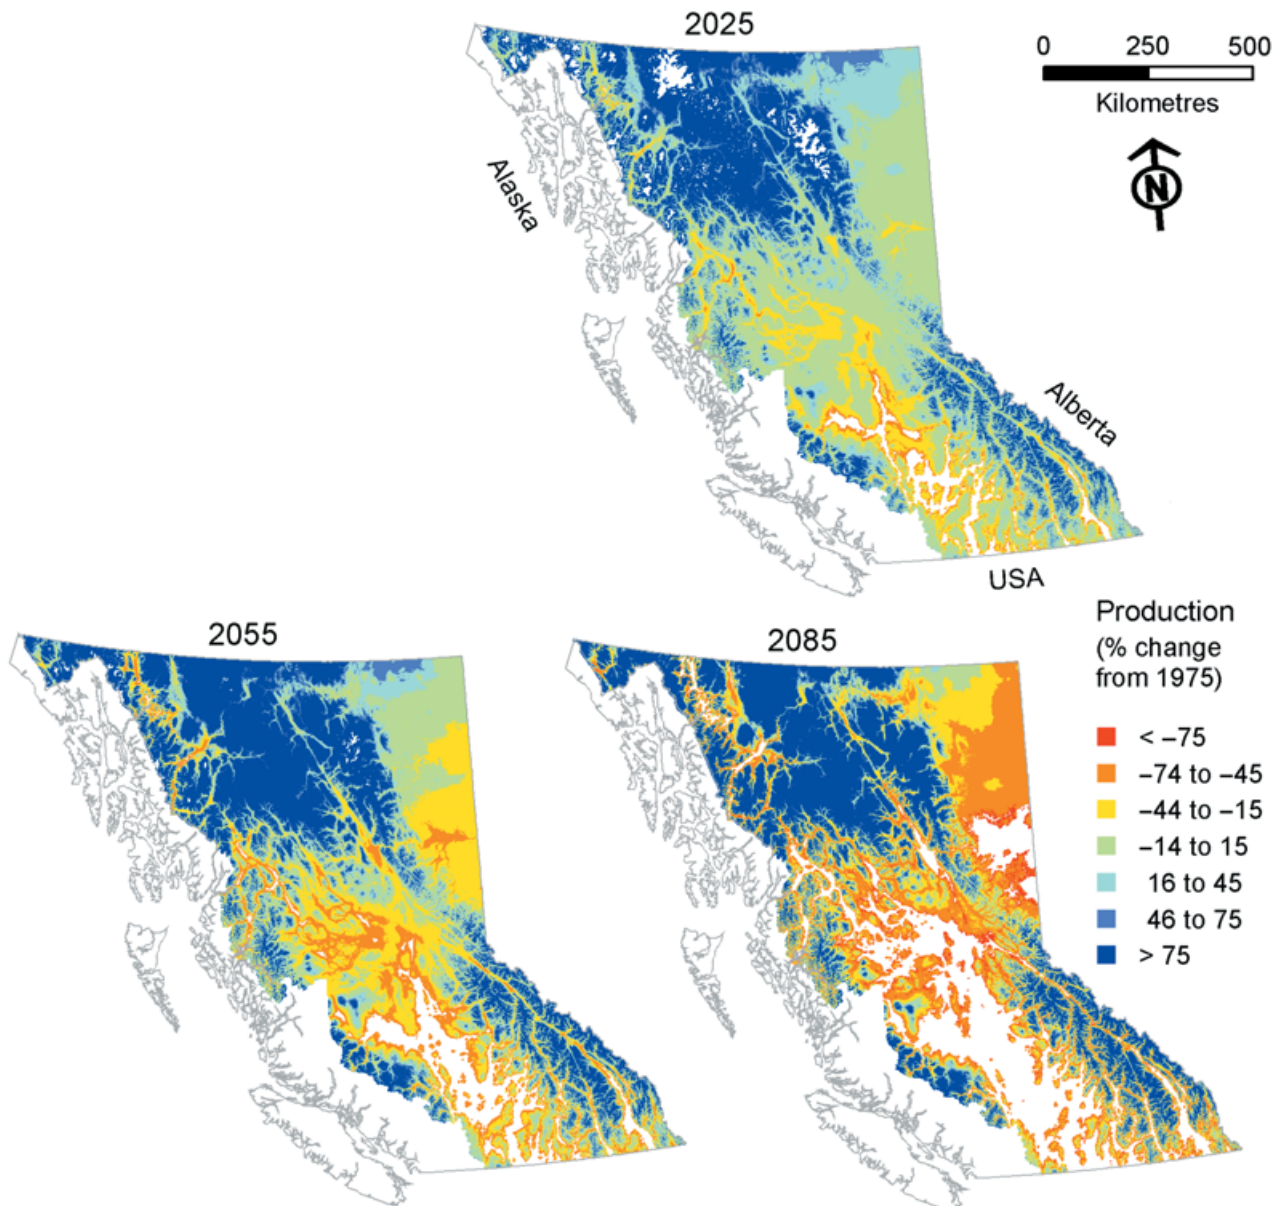 2025
0 250 500
Kilometres
N
Alaska
Alberta
USA
2055
2085
Production
(% change
from 1975)
< –75
–74 to –45
–44 to –15
–14 to 15
16 to 45
46 to 75
> 75